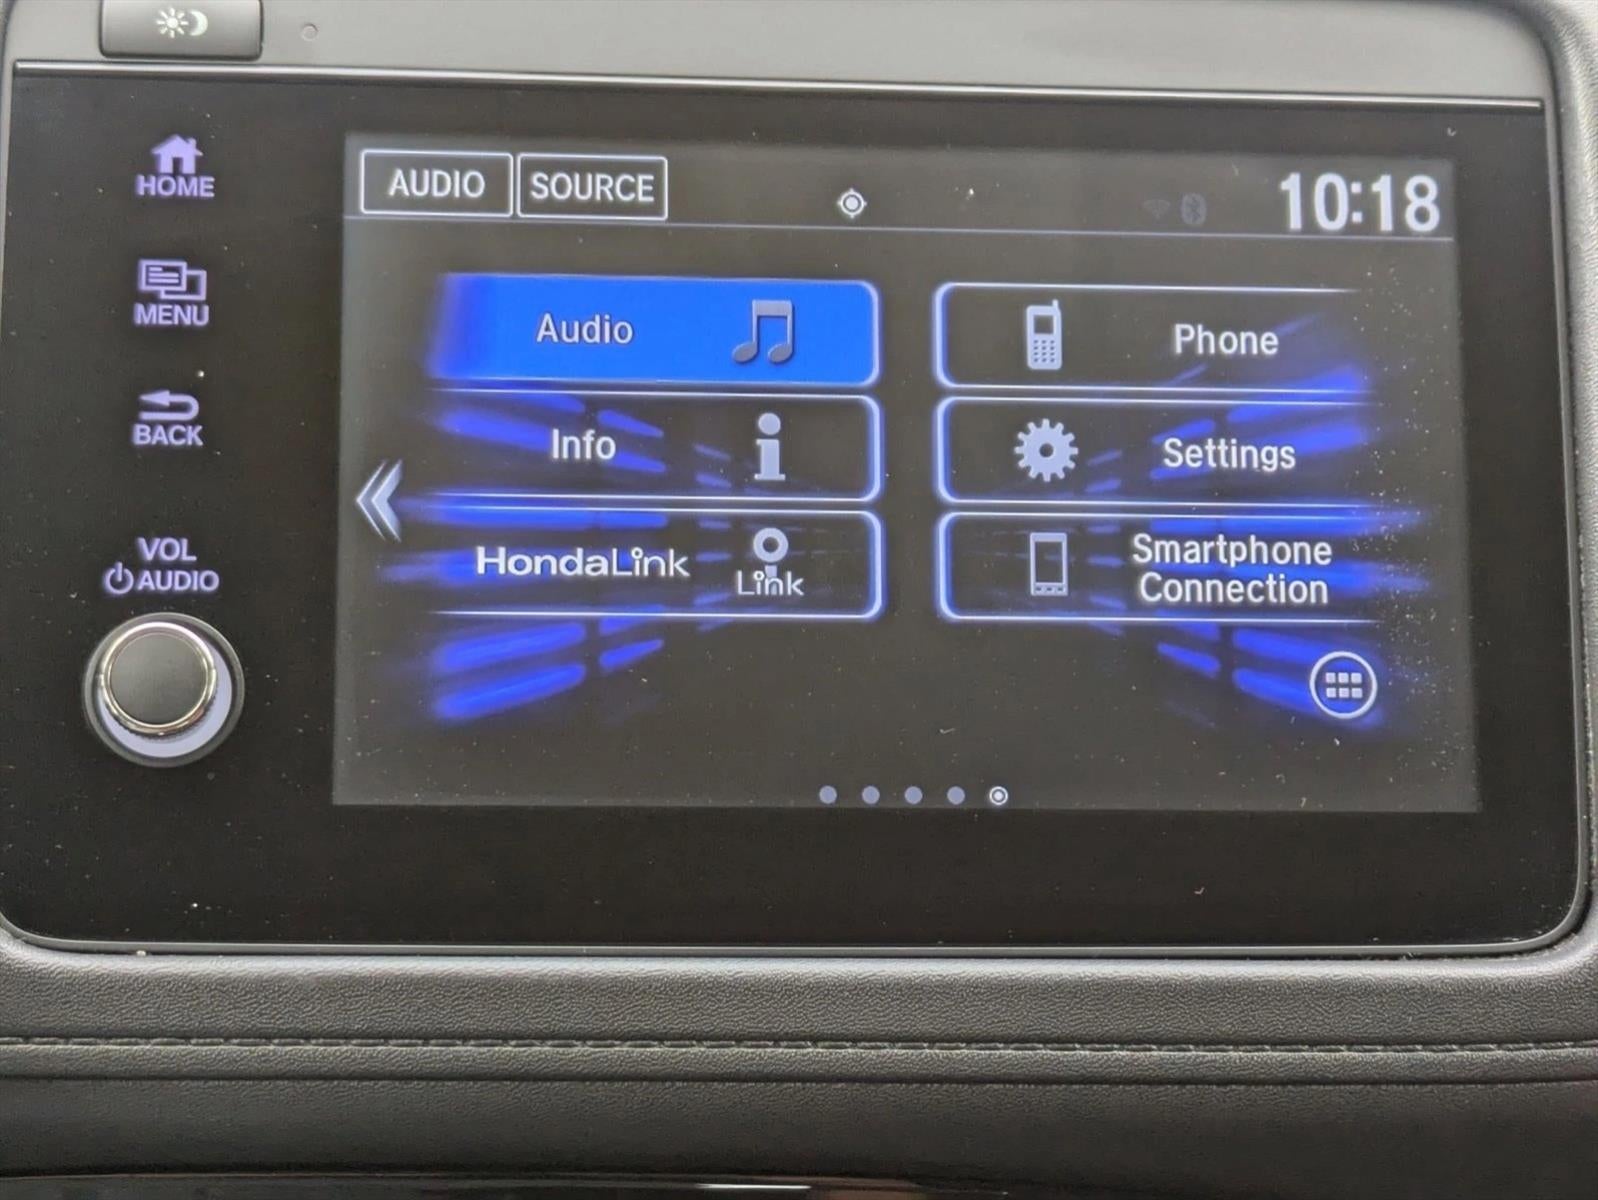 HOME
MENU
BACK
VOL
AUDIO
AUDIO SOURCE 10:18
Audio
Phone
Info
Settings
HondaLink
Link
Smartphone
Connection